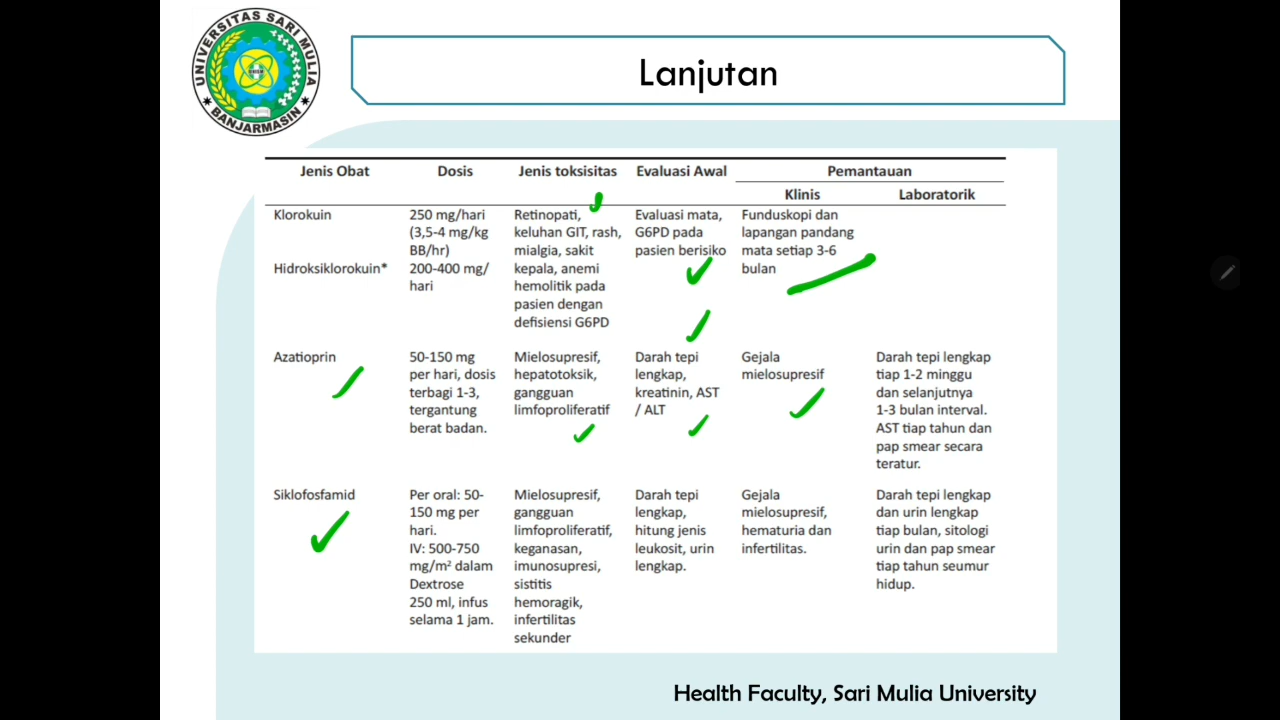 UNIVERSITAS SARI MULIA
BANJARMASIN
Lanjutan
Jenis Obat Dosis Jenis toksisitas Evaluasi Awal Pemantauan
Klinis Laboratorik
Klorokuin 250 mg/hari Retinopati, Evaluasi mata, Funduskopi dan
(3,5-4 mg/kg keluhan GIT, rash, G6PD pada lapangan pandang
BB/hr) mialgia, sakit pasien berisiko mata setiap 3-6
Hidroksiklorokuin* 200-400 mg/ kepala, anemi bulan
hari hemolitik pada
pasien dengan
defisiensi G6PD
Azatioprin 50-150 mg Mielosupresif, Darah tepi Gejala Darah tepi lengkap
per hari, dosis hepatotoksik, lengkap, mielosupresif tiap 1-2 minggu
terbagi 1-3, gangguan kreatinin, AST dan selanjutnya
tergantung limfoproliferatif / ALT 1-3 bulan interval.
berat badan. AST tiap tahun dan
pap smear secara
teratur.
Siklofosfamid Per oral: 50- Mielosupresif, Darah tepi Gejala Darah tepi lengkap
150 mg per gangguan lengkap, mielosupresif, dan urin lengkap
hari. limfoproliferatif, hitung jenis hematuria dan tiap bulan, sitologi
IV: 500-750 keganasan, leukosit, urin infertilitas. urin dan pap smear
mg/m² dalam imunosupresi, lengkap. tiap tahun seumur
Dextrose sistitis hidup.
250 ml, infus hemoragik,
selama 1 jam. infertilitas
sekunder
Health Faculty, Sari Mulia University